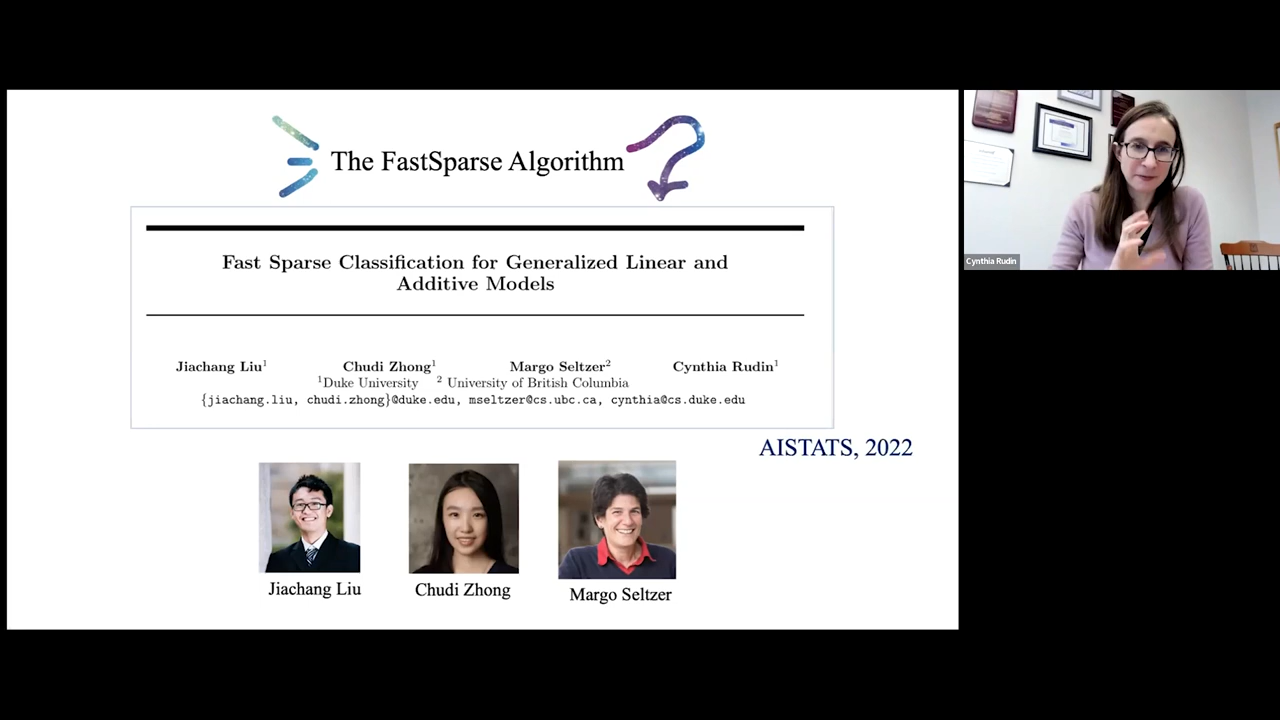 The FastSparse Algorithm
Fast Sparse Classification for Generalized Linear and
Additive Models
Jiachang Liu¹ Chudi Zhong¹ Margo Seltzer² Cynthia Rudin¹
¹Duke University ² University of British Columbia
{jiachang.liu, chudi.zhong}@duke.edu, mseltzer@cs.ubc.ca, cynthia@cs.duke.edu
AISTATS, 2022
Jiachang Liu
Chudi Zhong
Margo Seltzer
Cynthia Rudin